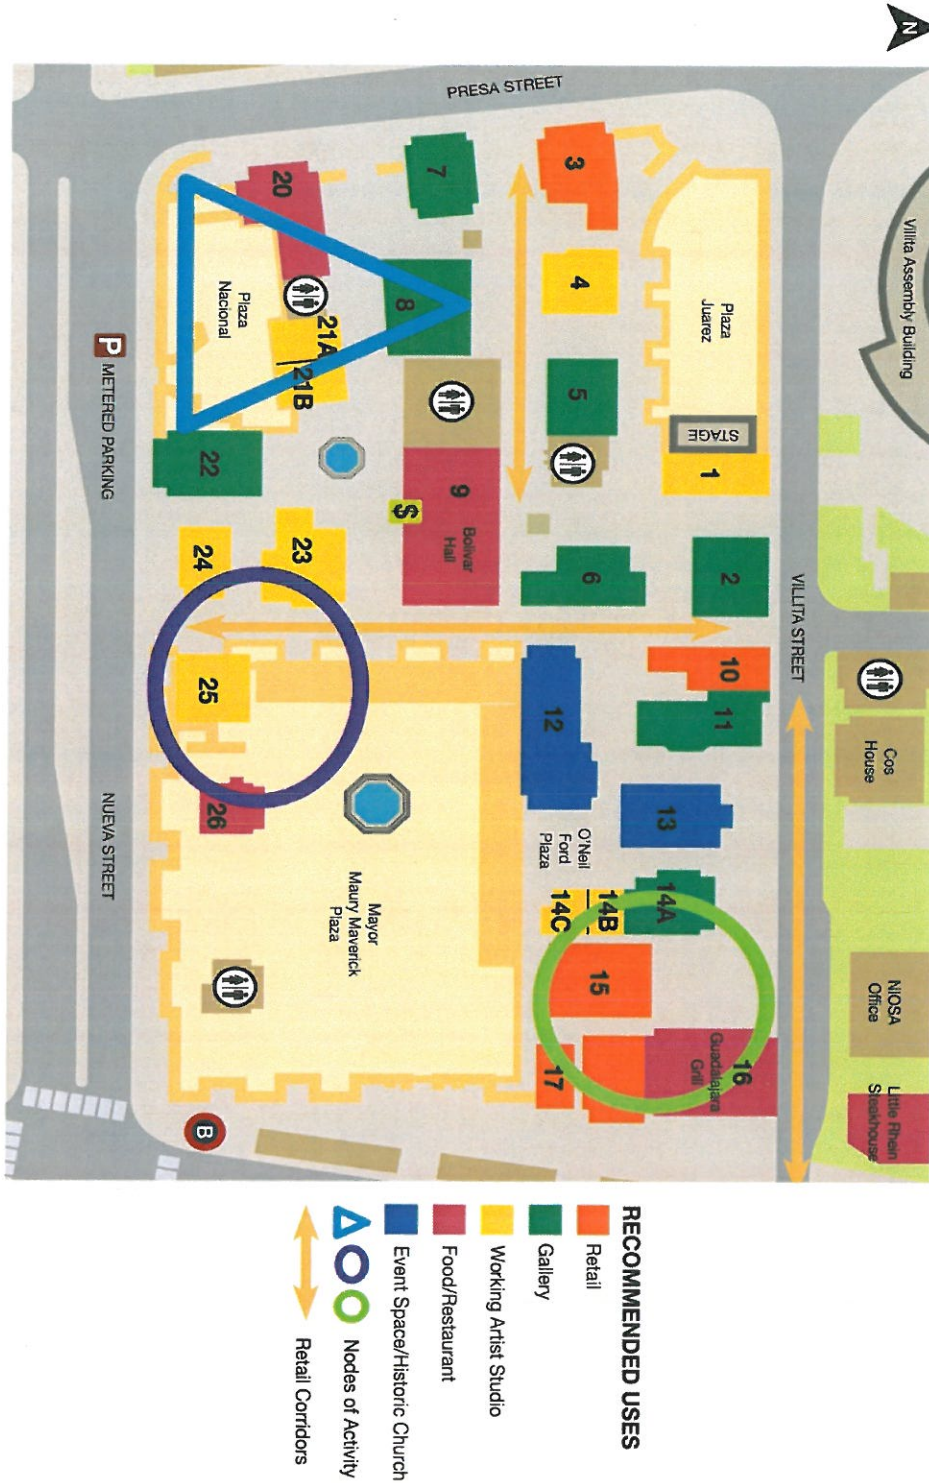 N
PRESA STREET
Villita Assembly Building
3
7
20
Plaza
Juarez
4
8
Plaza
Nacional
21A
21B
5
STAGE
1
22
P METERED PARKING
9
Bolivar
Hall
$
2
6
23
24
VILLITA STREET
10
11
12
25
Cos
House
13
26
NUEVA STREET
O'Neil
Ford
Plaza
Mayor
Maury Maverick
Plaza
14A
14B
14C
15
NIOSA
Office
16
Guadalajara
Grill
17
Little Rhein
Steakhouse
B
RECOMMENDED USES
Retail
Gallery
Working Artist Studio
Food/Restaurant
Event Space/Historic Church
Nodes of Activity
Retail Corridors